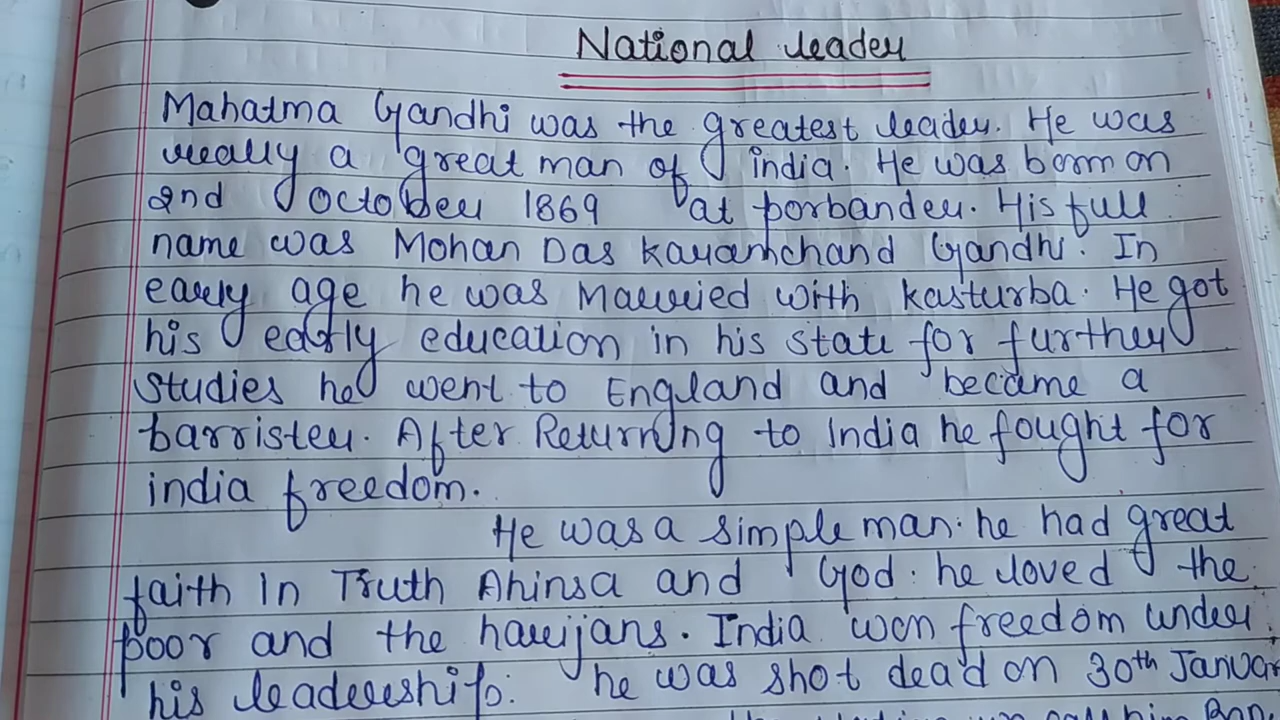 National leader
Mahatma Gandhi was the greatest leader. He was
really a great man of india. He was born on
2nd October 1869 at porbander. His full
name was Mohan Das Karamchand Gandhi. In
early age he was Married with kasturba. He got
his early education in his state for further
studies he went to England and became a
barrister. After Returning to India he fought for
india freedom.
He was a simple man. he had great
faith In Truth Ahinsa and God. he loved the
poor and the harijans. India won freedom under
his leadership. he was shot dead on 30th Januar
call him Bap